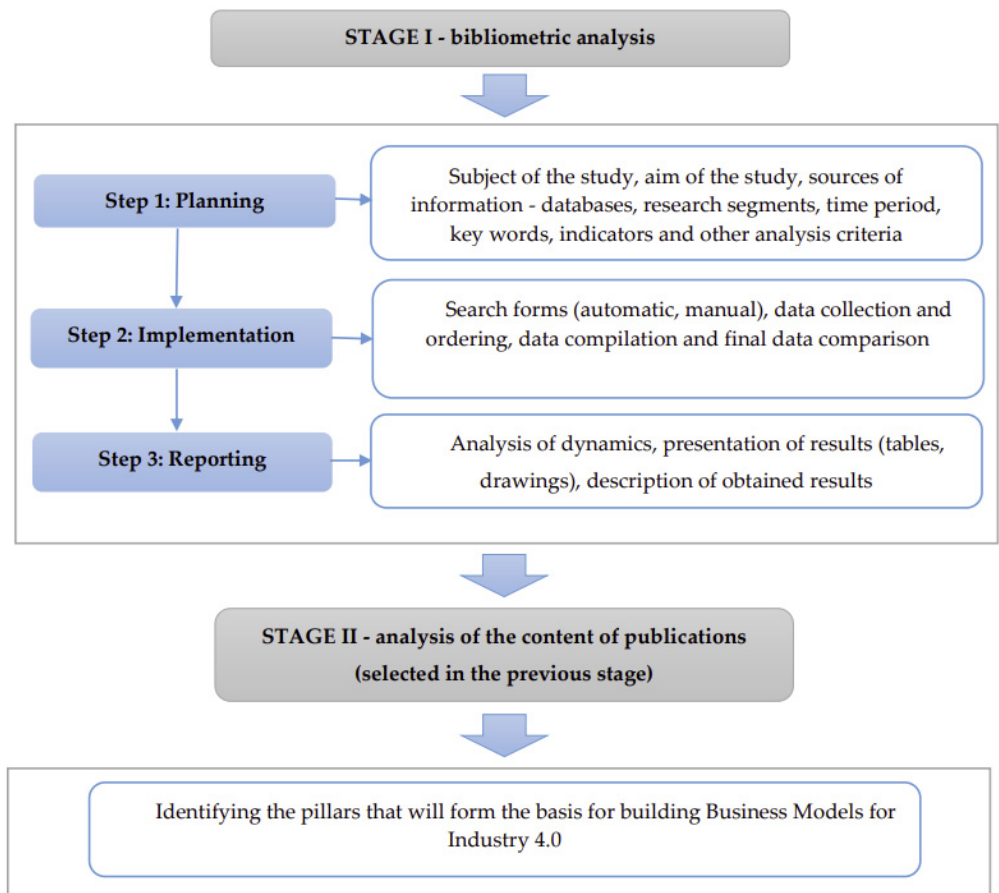 STAGE I - bibliometric analysis
Step 1: Planning
Subject of the study, aim of the study, sources of
information - databases, research segments, time period,
key words, indicators and other analysis criteria
Step 2: Implementation
Search forms (automatic, manual), data collection and
ordering, data compilation and final data comparison
Step 3: Reporting
Analysis of dynamics, presentation of results (tables,
drawings), description of obtained results
STAGE II - analysis of the content of publications
(selected in the previous stage)
Identifying the pillars that will form the basis for building Business Models for
Industry 4.0